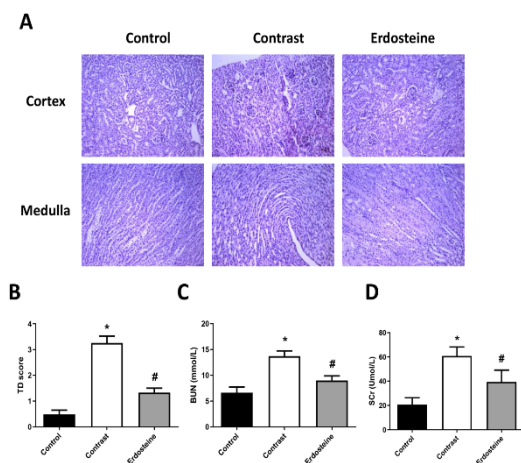 A
Control Contrast Erdosteine
Cortex
Medulla
B C D
TD score
4
3
2
1
0
*
#
Control Contrast Erdosteine
BUN (mmol/L)
20
15
10
5
0
*
#
Control Contrast Erdosteine
SCr (Umol/L)
80
60
40
20
0
*
#
Control Contrast Erdosteine